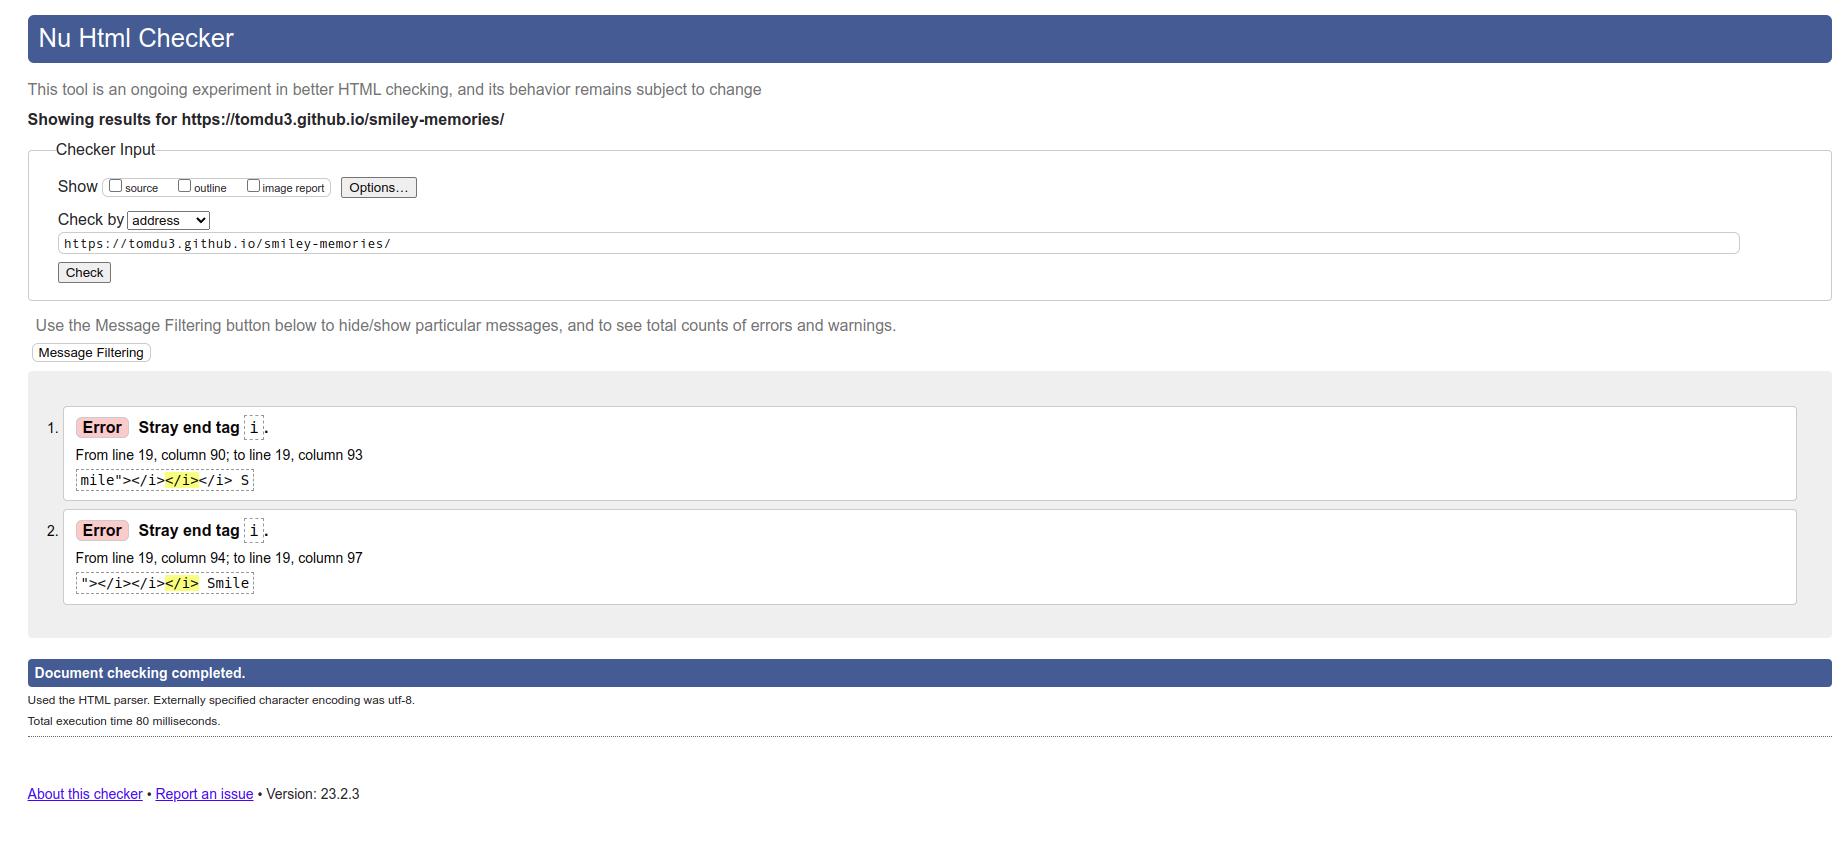 Nu Html Checker
This tool is an ongoing experiment in better HTML checking, and its behavior remains subject to change
Showing results for https://tomdu3.github.io/smiley-memories/
Checker Input
Show source outline image report Options...
Check by address
https://tomdu3.github.io/smiley-memories/
Check
Use the Message Filtering button below to hide/show particular messages, and to see total counts of errors and warnings.
Message Filtering
1. Error Stray end tag i.
From line 19, column 90; to line 19, column 93
mile"></i></i></i> S
2. Error Stray end tag i.
From line 19, column 94; to line 19, column 97
"></i></i></i> Smile
Document checking completed.
Used the HTML parser. Externally specified character encoding was utf-8.
Total execution time 80 milliseconds.
About this checker • Report an issue • Version: 23.2.3